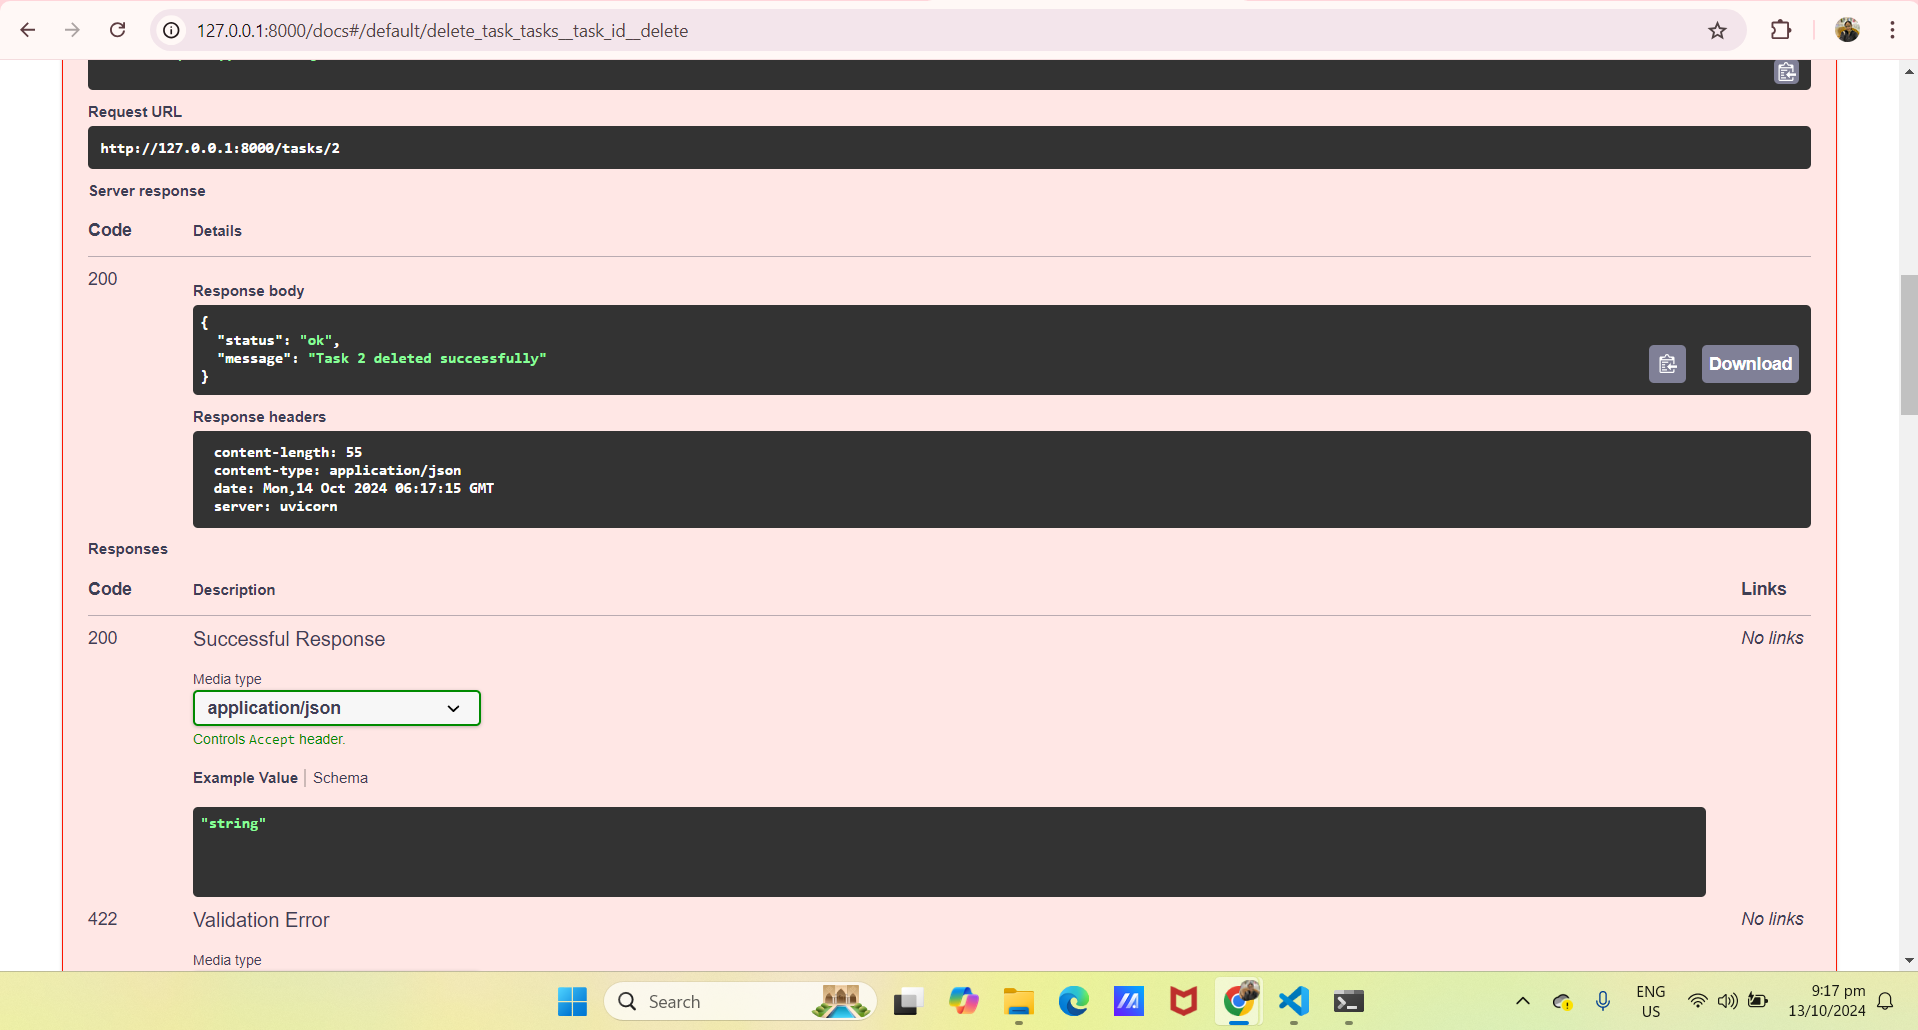 127.0.0.1:8000/docs#/default/delete_task_tasks__task_id__delete
Request URL
http://127.0.0.1:8000/tasks/2
Server response
Code Details
200
Response body
{
"status": "ok",
"message": "Task 2 deleted successfully"
}
Download
Response headers
content-length: 55
content-type: application/json
date: Mon,14 Oct 2024 06:17:15 GMT
server: uvicorn
Responses
Code Description Links
200 Successful Response No links
Media type
application/json
Controls Accept header.
Example Value Schema
"string"
422 Validation Error No links
Media type
Search
ENG
US
9:17 pm
13/10/2024